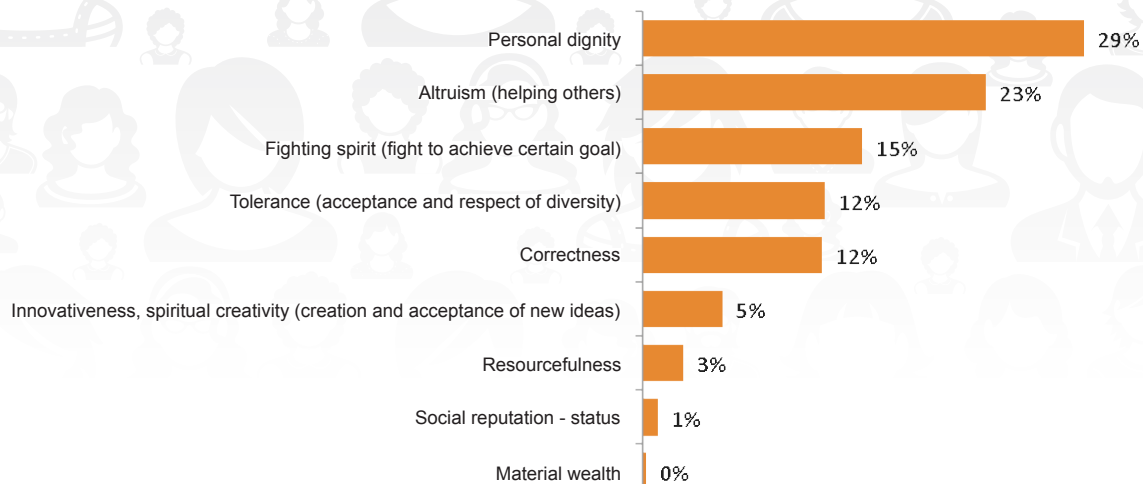 Personal dignity 29%
Altruism (helping others) 23%
Fighting spirit (fight to achieve certain goal) 15%
Tolerance (acceptance and respect of diversity) 12%
Correctness 12%
Innovativeness, spiritual creativity (creation and acceptance of new ideas) 5%
Resourcefulness 3%
Social reputation - status 1%
Material wealth 0%